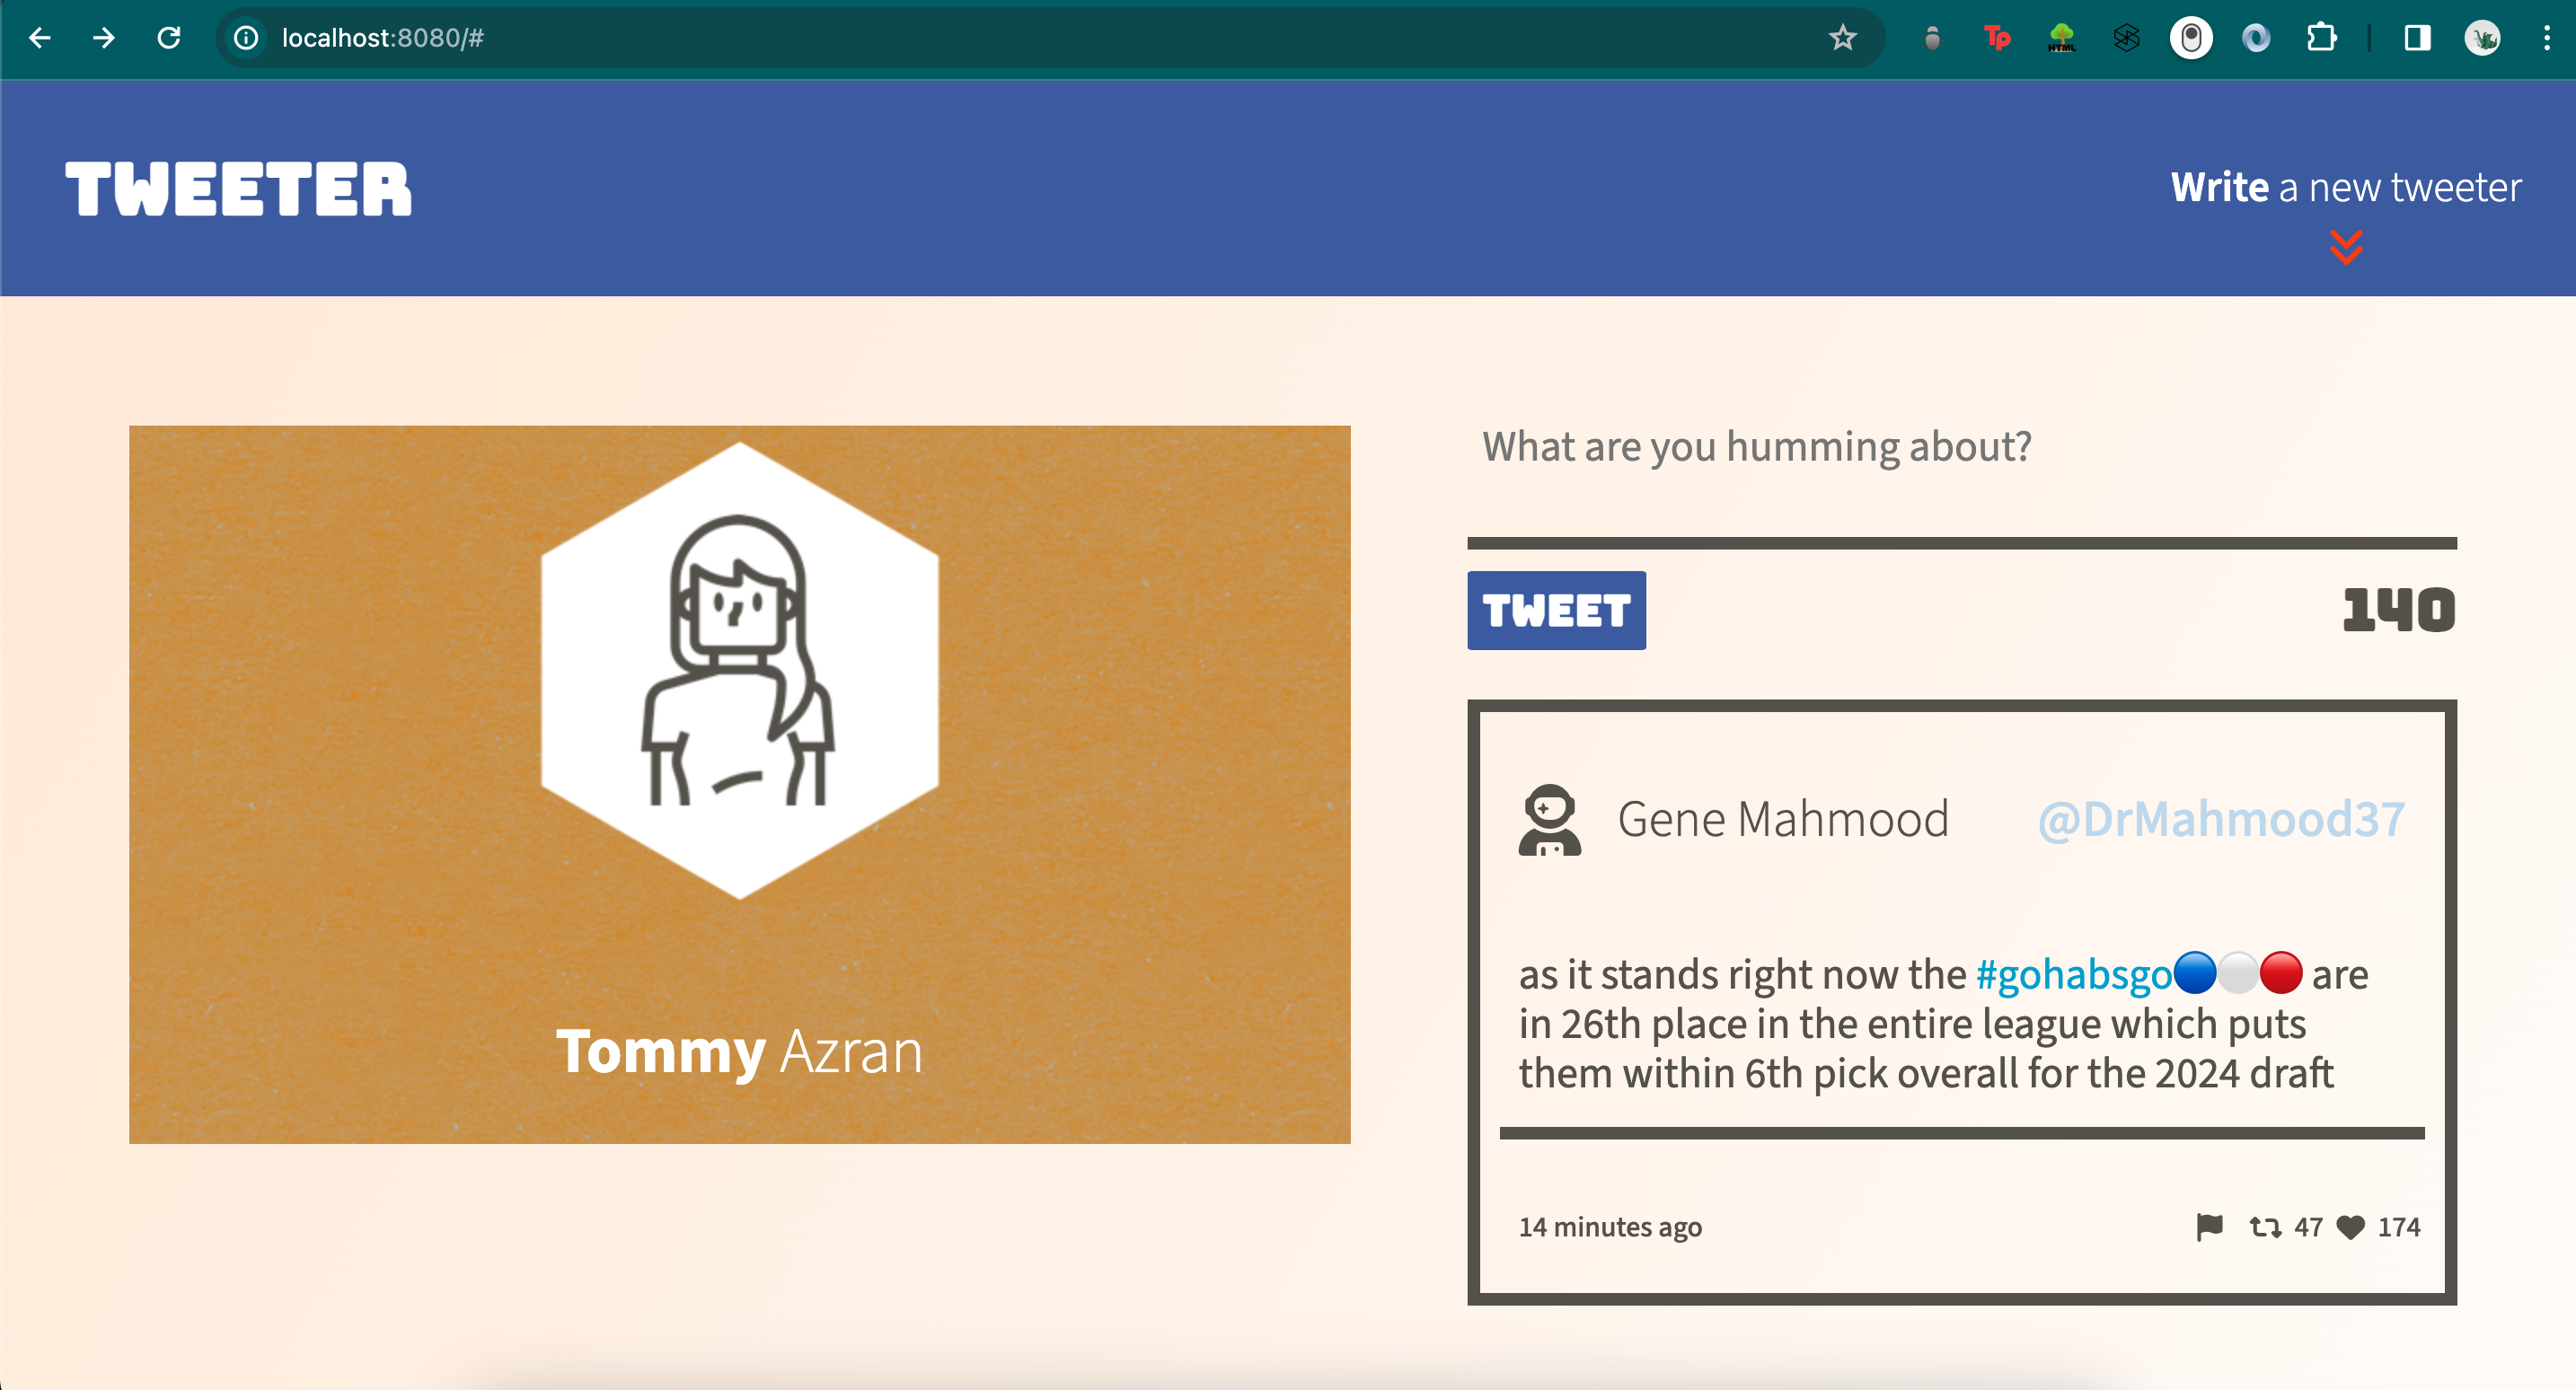 localhost:8080/#
Tp
HTML
TWEETER
Write a new tweeter
Tommy Azran
What are you humming about?
TWEET
140
Gene Mahmood
@DrMahmood37
as it stands right now the #gohabsgo🔵⚪🔴 are
in 26th place in the entire league which puts
them within 6th pick overall for the 2024 draft
14 minutes ago
47
174